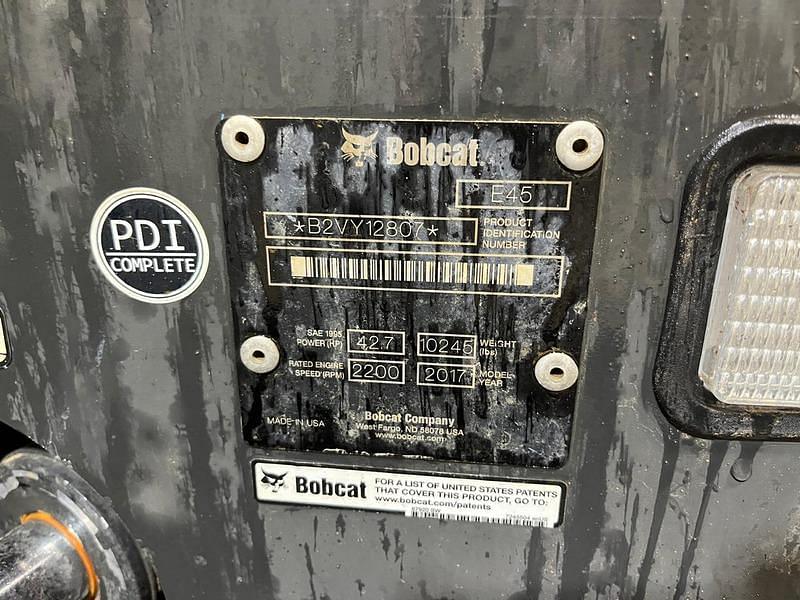 Bobcat
E45
*B2VY12807*
PRODUCT
IDENTIFICATION
NUMBER
PDI
COMPLETE
SAE 1995
POWER (HP)
42.7
10245
WEIGHT
(lbs)
RATED ENGINE
SPEED (RPM)
2200
2017
MODEL
YEAR
MADE IN USA
Bobcat Company
West Fargo, ND 58078 USA
www.bobcat.com
Bobcat
FOR A LIST OF UNITED STATES PATENTS
THAT COVER THIS PRODUCT, GO TO:
www.bobcat.com/patents